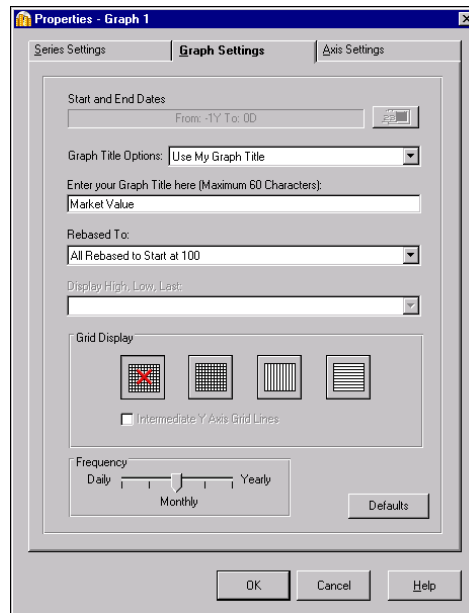 Properties - Graph 1
Series Settings
Graph Settings
Axis Settings
Start and End Dates
From: -1Y To: 0D
Graph Title Options: Use My Graph Title
Enter your Graph Title here (Maximum 60 Characters):
Market Value
Rebased To:
All Rebased to Start at 100
Display High, Low, Last:
Grid Display
Intermediate Y Axis Grid Lines
Frequency
Daily Yearly
Monthly
Defaults
OK Cancel Help